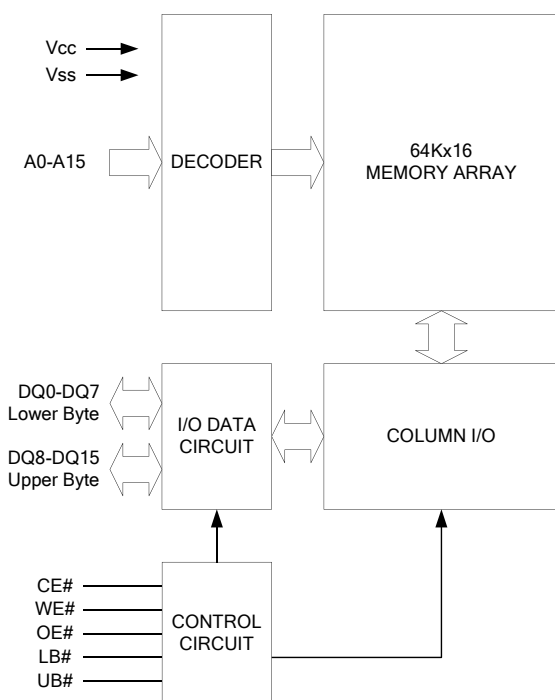 Vcc
Vss
A0-A15
DECODER
64Kx16
MEMORY ARRAY
DQ0-DQ7
Lower Byte
DQ8-DQ15
Upper Byte
I/O DATA
CIRCUIT
COLUMN I/O
CE#
WE#
OE#
LB#
UB#
CONTROL
CIRCUIT